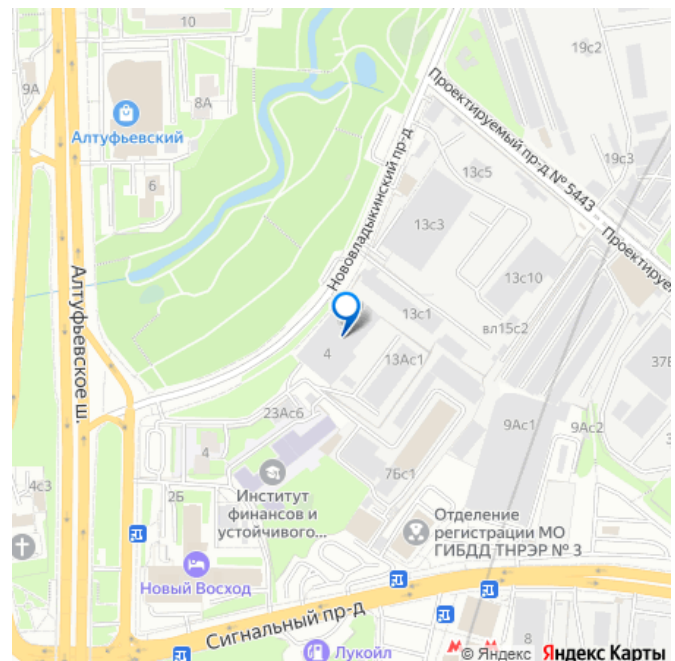 10
19с2
9А
8А
Алтуфьевский
6
Проектируемый пр-д № 5443
19с3
13с5
Нововладыкинский пр-д
13с3
Проектируем
13с10
Алтуфьевское ш.
13с1
вл15с2
4
13Ас1
37Б
23Ас6
9Ас1
9Ас2
4
7Бс1
4с3
2Б
Институт
финансов и
устойчивого...
Отделение
регистрации МО
ГИБДД ТНРЭР № 3
Новый Восход
Сигнальный пр-д
8
Лукойл
© Яндекс Яндекс Карты